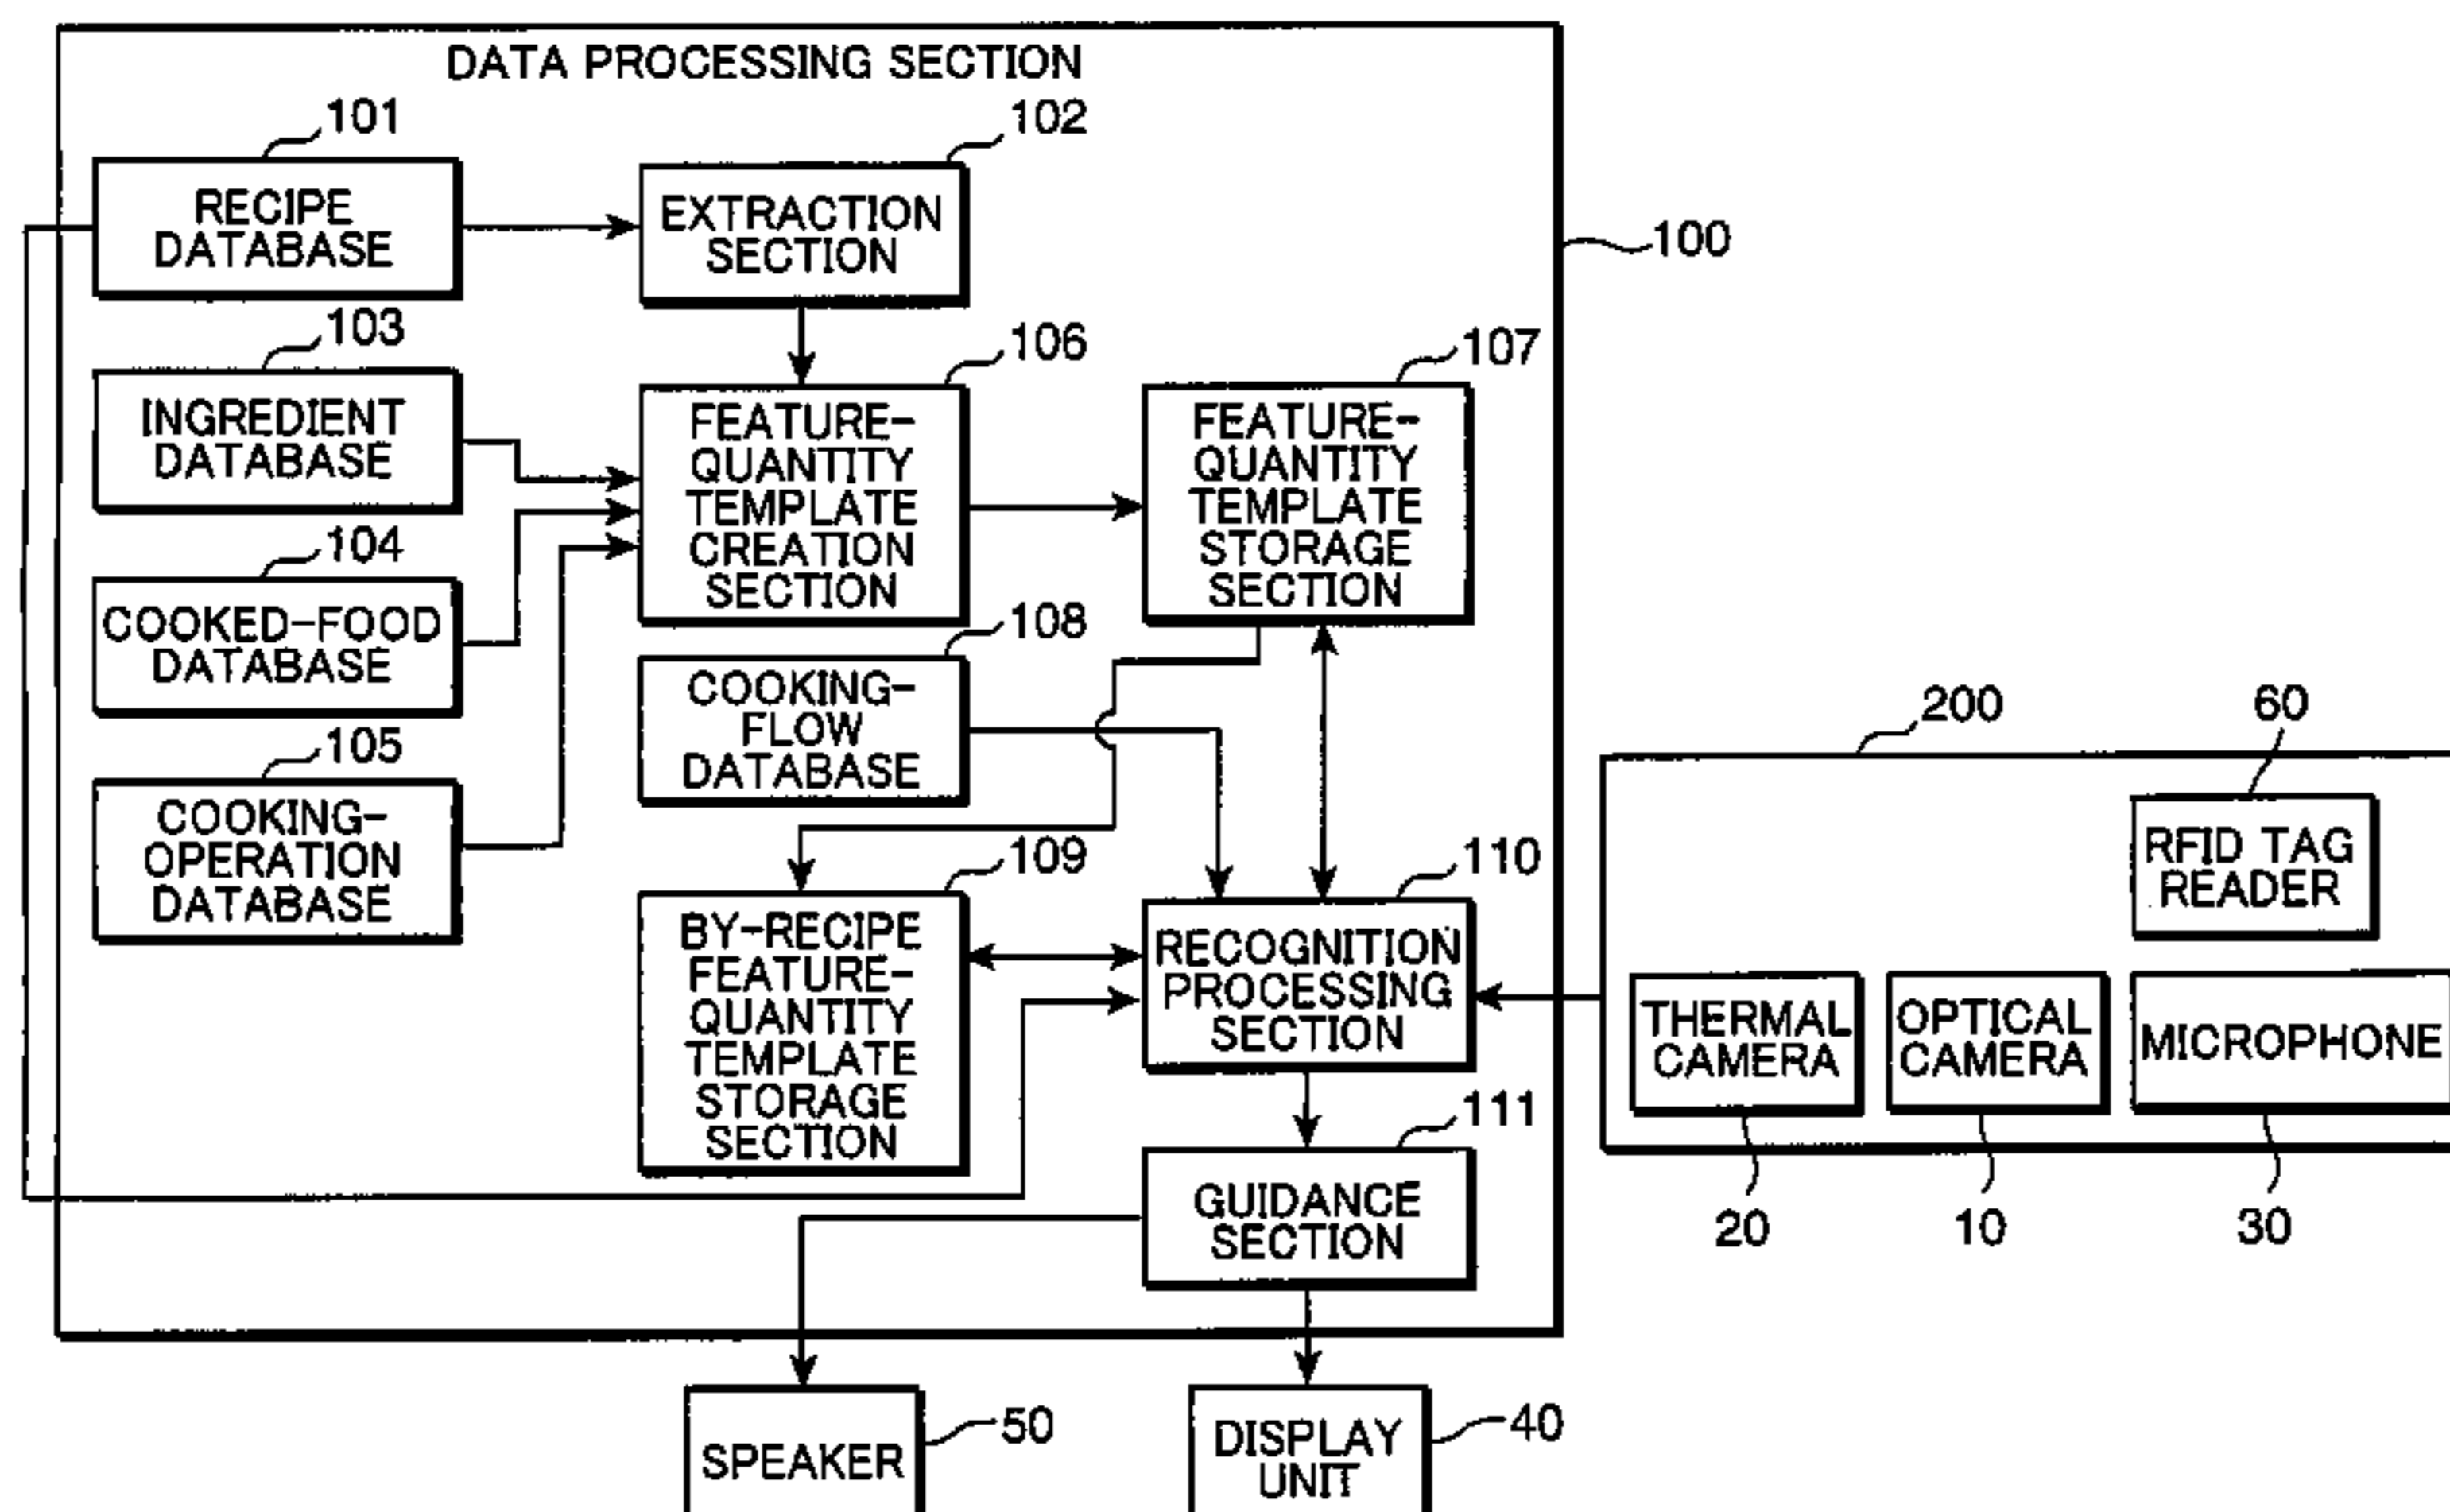 DATA PROCESSING SECTION
101
RECIPE
DATABASE
102
EXTRACTION
SECTION
100
103
INGREDIENT
DATABASE
106
FEATURE-
QUANTITY
TEMPLATE
CREATION
SECTION
107
FEATURE-
QUANTITY
TEMPLATE
STORAGE
SECTION
104
COOKED-FOOD
DATABASE
108
COOKING-
FLOW
DATABASE
105
COOKING-
OPERATION
DATABASE
109
BY-RECIPE
FEATURE-
QUANTITY
TEMPLATE
STORAGE
SECTION
110
RECOGNITION
PROCESSING
SECTION
111
GUIDANCE
SECTION
200
60
RFID TAG
READER
THERMAL
CAMERA
OPTICAL
CAMERA
MICROPHONE
20
10
30
SPEAKER
50
DISPLAY
UNIT
40